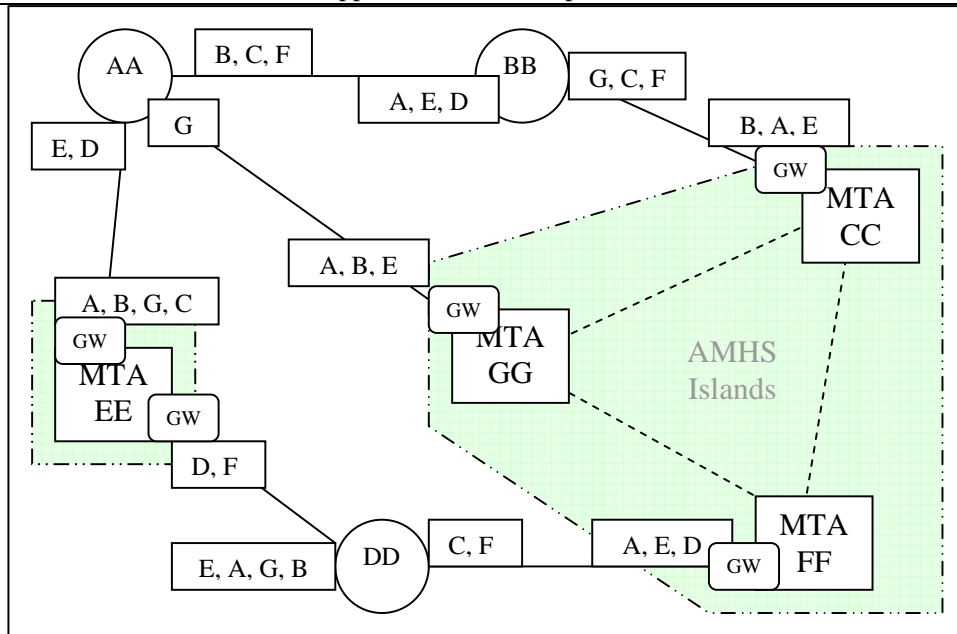 AA
B, C, F
BB
A, E, D
G, C, F
G
E, D
B, A, E
GW
MTA
CC
A, B, E
A, B, G, C
GW
MTA
GG
GW
MTA
EE
GW
AMHS
Islands
D, F
E, A, G, B
DD
C, F
A, E, D
GW
MTA
FF